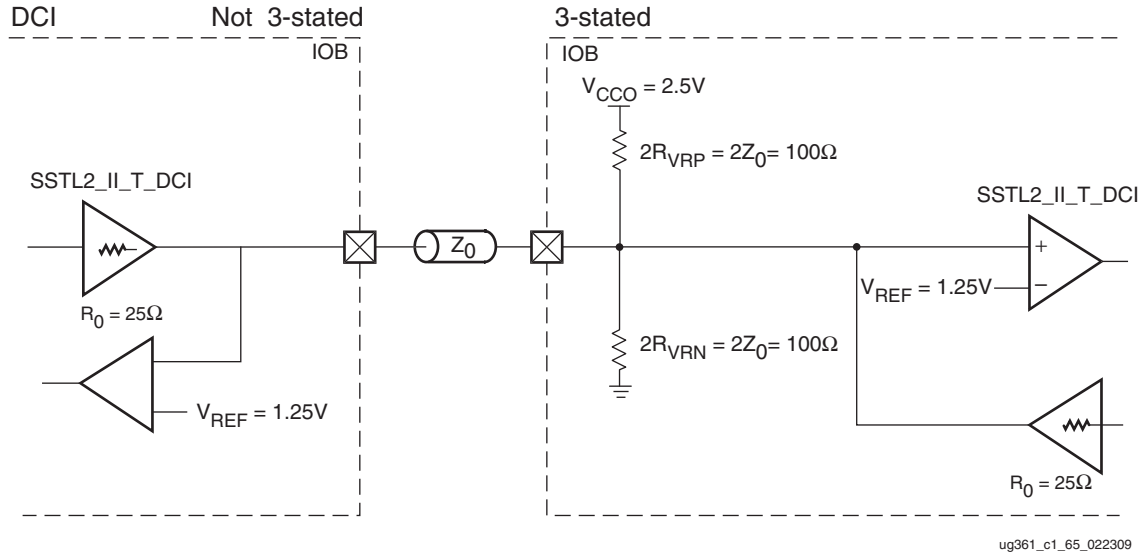 DCI Not 3-stated 3-stated
IOB IOB
VCCO = 2.5V
2RVRP = 2Z0= 100Ω
SSTL2_II_T_DCI
SSTL2_II_T_DCI
Z0
+
VREF = 1.25V
−
R0 = 25Ω
2RVRN = 2Z0= 100Ω
VREF = 1.25V
R0 = 25Ω
ug361_c1_65_022309